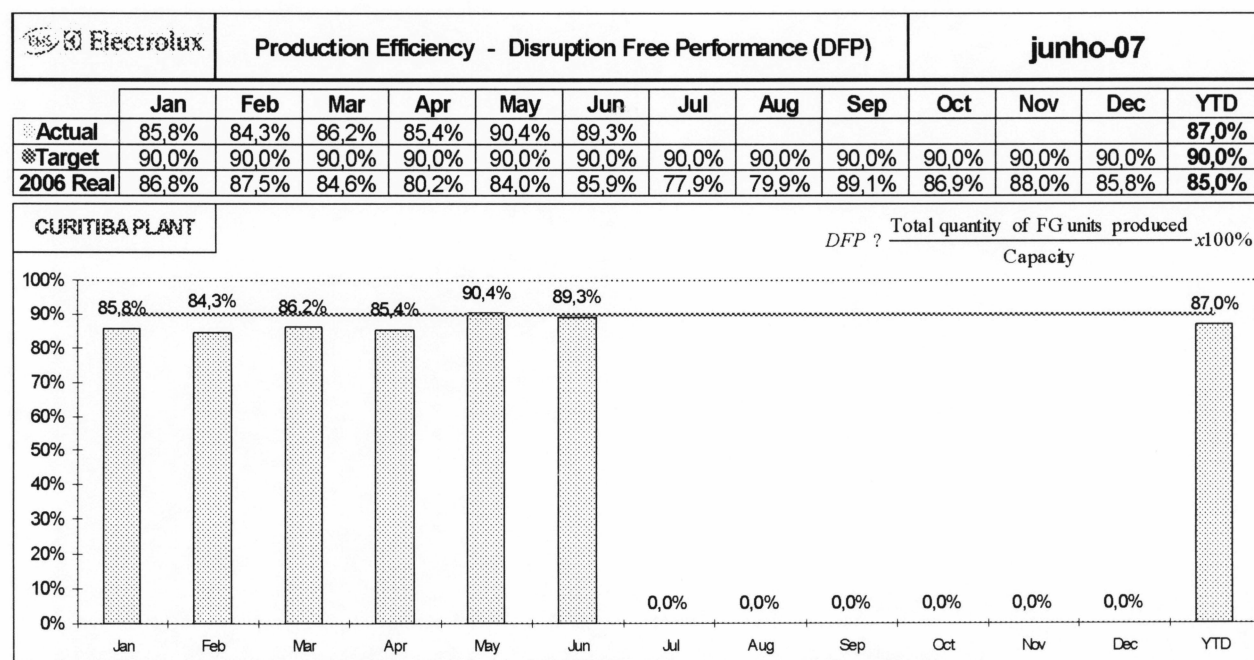 EMS Electrolux
Production Efficiency - Disruption Free Performance (DFP)
junho-07
Jan Feb Mar Apr May Jun Jul Aug Sep Oct Nov Dec YTD
Actual 85,8% 84,3% 86,2% 85,4% 90,4% 89,3% 87,0%
Target 90,0% 90,0% 90,0% 90,0% 90,0% 90,0% 90,0% 90,0% 90,0% 90,0% 90,0% 90,0% 90,0%
2006 Real 86,8% 87,5% 84,6% 80,2% 84,0% 85,9% 77,9% 79,9% 89,1% 86,9% 88,0% 85,8% 85,0%
CURITIBA PLANT
DFP ? Total quantity of FG units produced x100%
Capacity
100%
85,8% 84,3% 86,2% 85,4% 90,4% 89,3% 87,0%
90%
80%
70%
60%
50%
40%
30%
20%
10% 0,0% 0,0% 0,0% 0,0% 0,0% 0,0%
0%
Jan Feb Mar Apr May Jun Jul Aug Sep Oct Nov Dec YTD